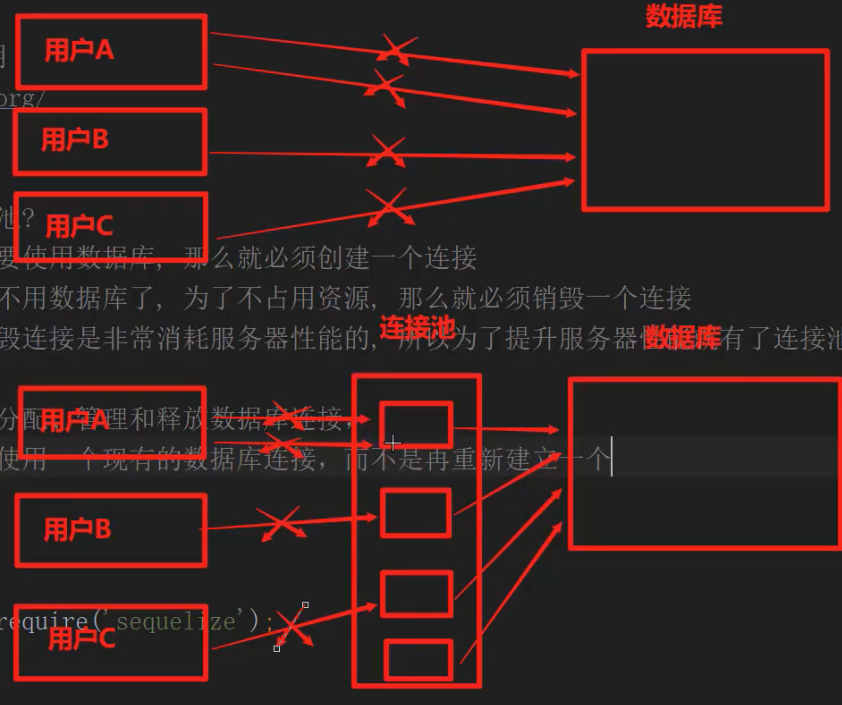 数据库
用户A
org/
用户B
池?
用户C
要使用数据库, 那么就必须创建一个连接
不用数据库了, 为了不占用资源, 那么就必须销毁一个连接
连接池
数据库
毁连接是非常消耗服务器性能的, 所以为了提升服务器性能就有了连接池
用户A
分配, 管理和释放数据库连接,
使用一个现有的数据库连接, 而不是再重新建立一个
用户B
require('sequelize');
用户C